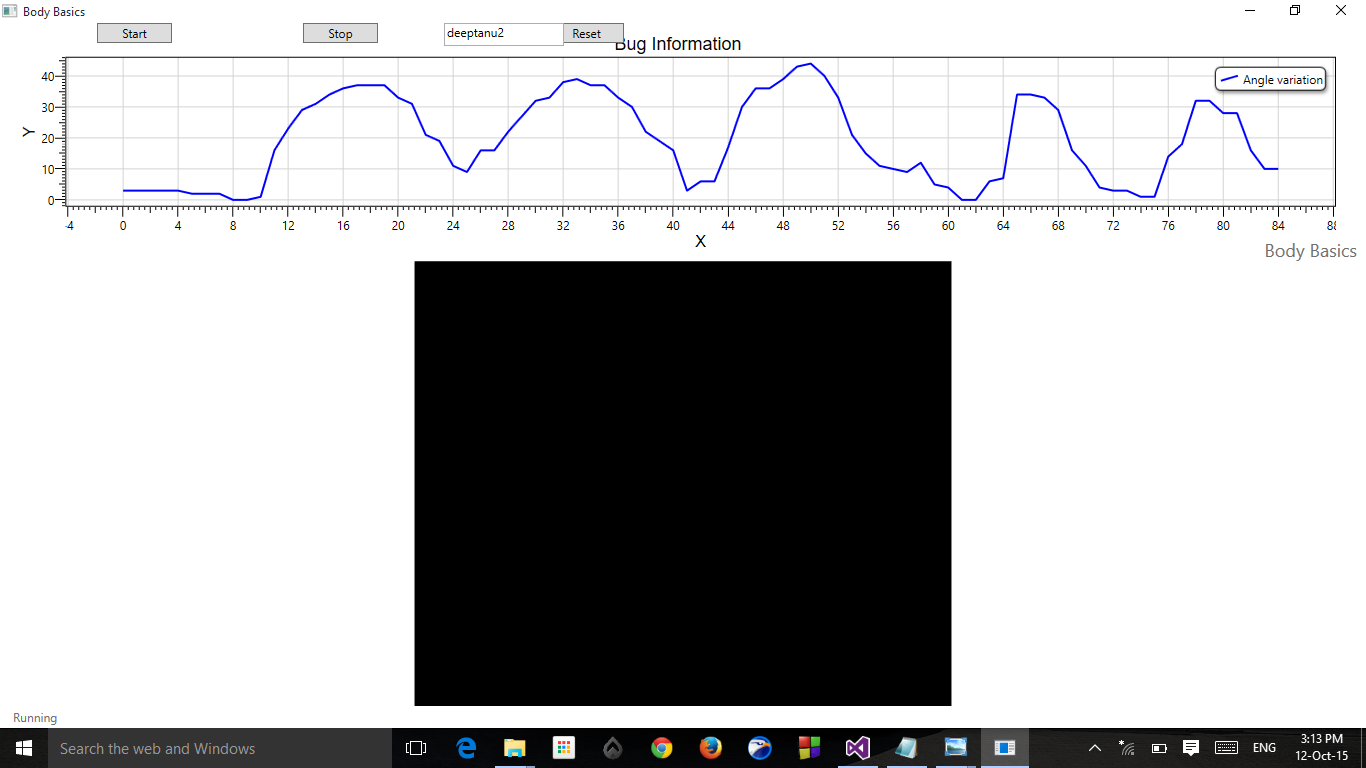 Body Basics
Start Stop deeptanu2 Reset
Bug Information
Angle variation
Y
40
30
20
10
0
-4 0 4 8 12 16 20 24 28 32 36 40 44 48 52 56 60 64 68 72 76 80 84
X
Body Basics
Running
Search the web and Windows
ENG
3:13 PM
12-Oct-15